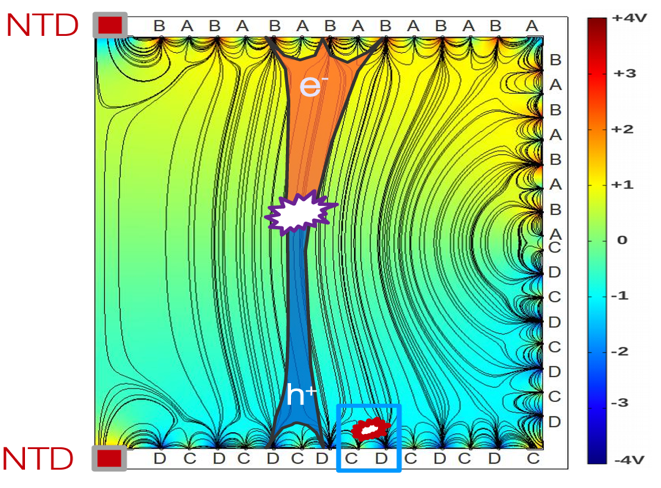 NTD
B A B A B A B A B A B A B A
+4V
B
+3
A
e-
B
+2
A
B
+1
A
B
A
0
C
D
-1
C
D
-2
C
D
h+
-3
C
D
NTD
D C D C D C D C D C D C D C
-4V